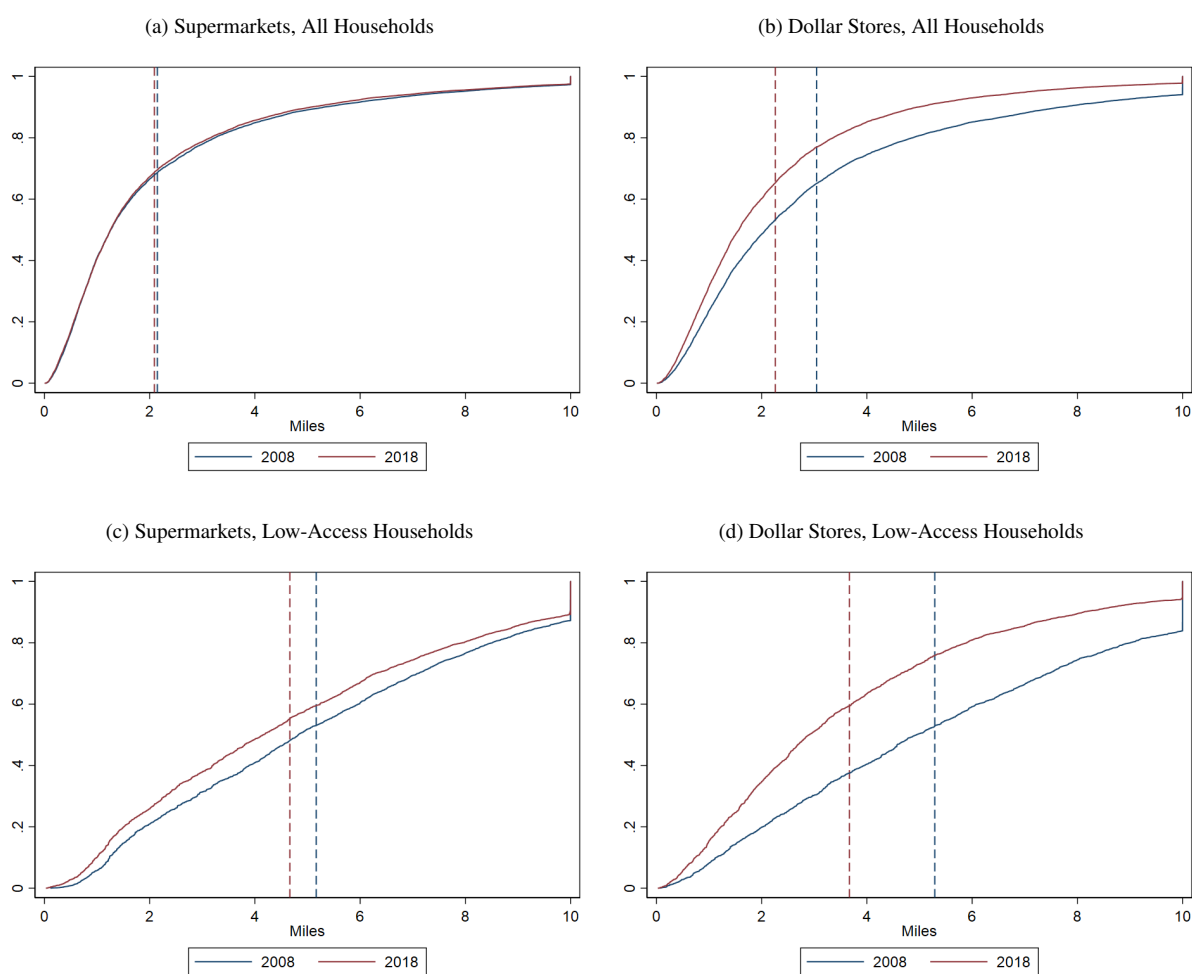 (a) Supermarkets, All Households
1
.8
.6
.4
.2
0
0 2 4 6 8 10
Miles
2008 2018
(b) Dollar Stores, All Households
1
.8
.6
.4
.2
0
0 2 4 6 8 10
Miles
2008 2018
(c) Supermarkets, Low-Access Households
1
.8
.6
.4
.2
0
0 2 4 6 8 10
Miles
2008 2018
(d) Dollar Stores, Low-Access Households
1
.8
.6
.4
.2
0
0 2 4 6 8 10
Miles
2008 2018